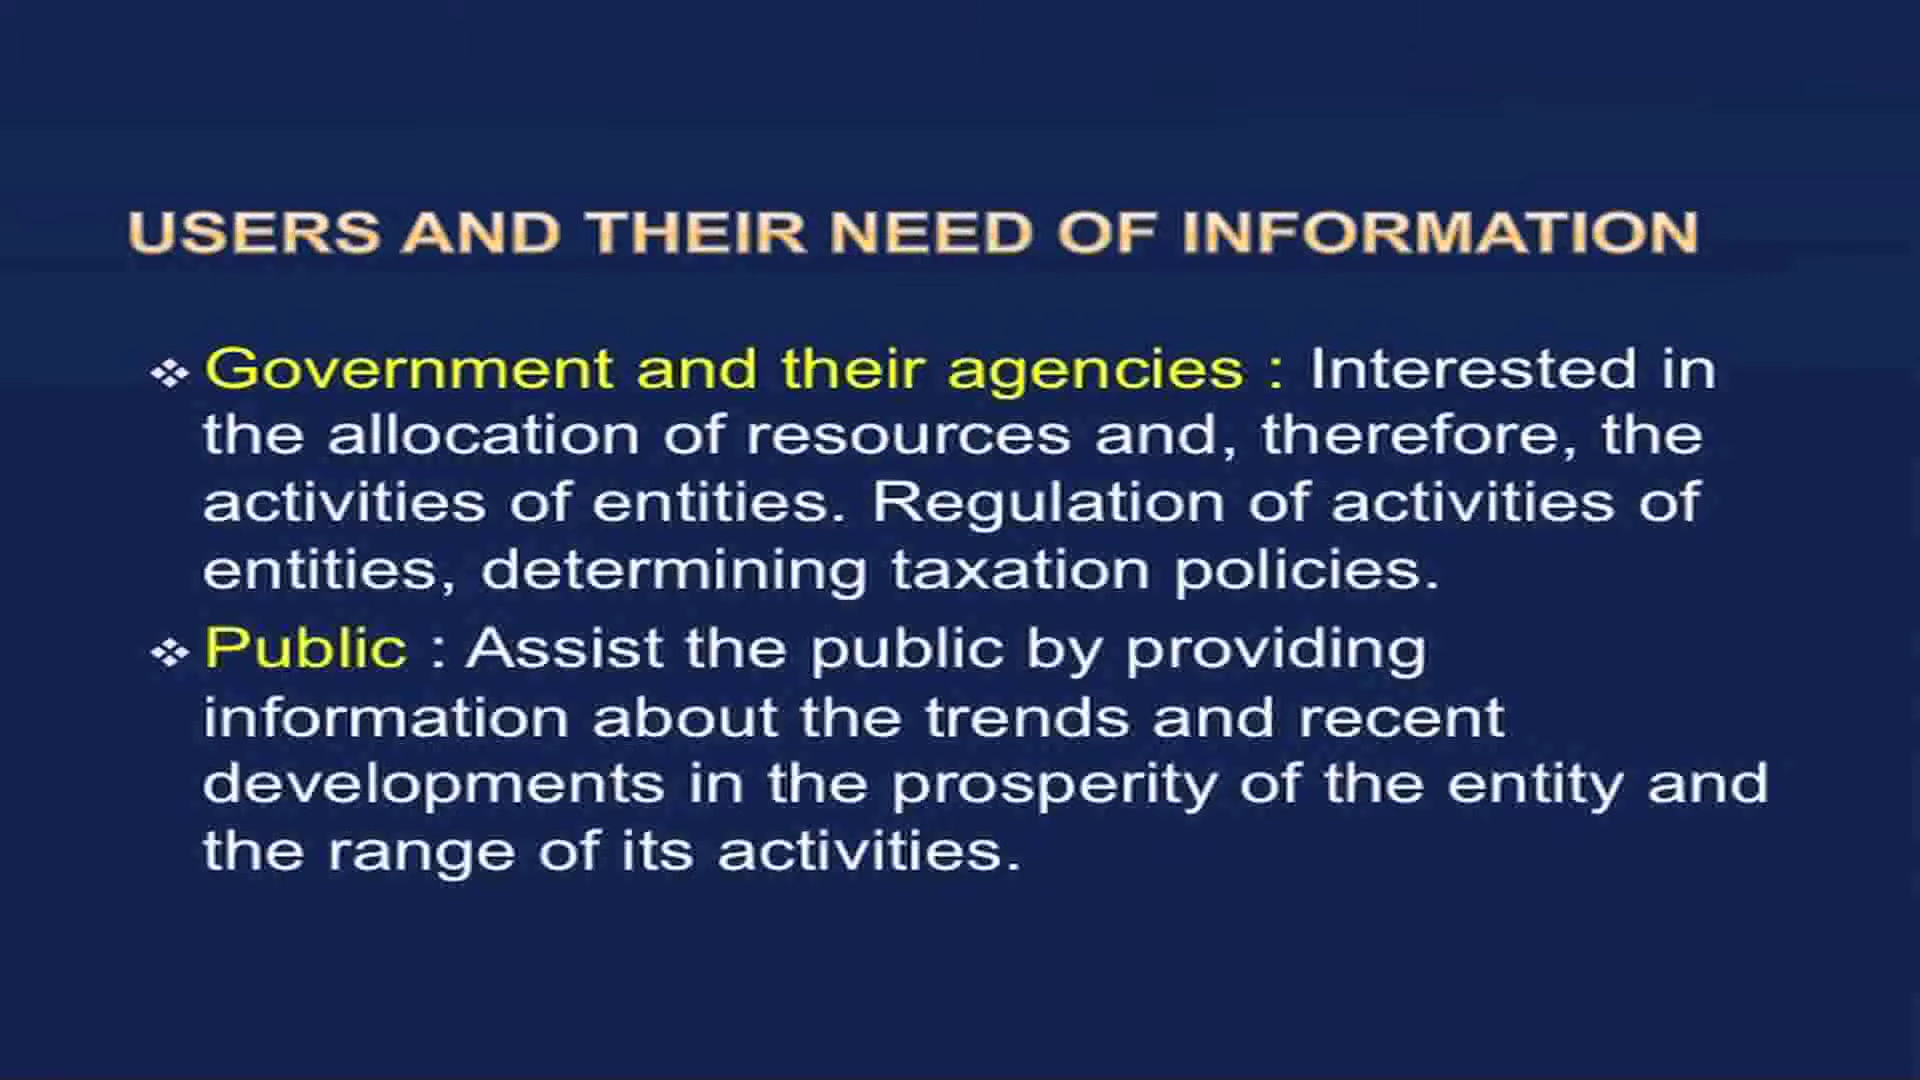 USERS AND THEIR NEED OF INFORMATION
❖ Government and their agencies : Interested in
the allocation of resources and, therefore, the
activities of entities. Regulation of activities of
entities, determining taxation policies.
❖ Public : Assist the public by providing
information about the trends and recent
developments in the prosperity of the entity and
the range of its activities.